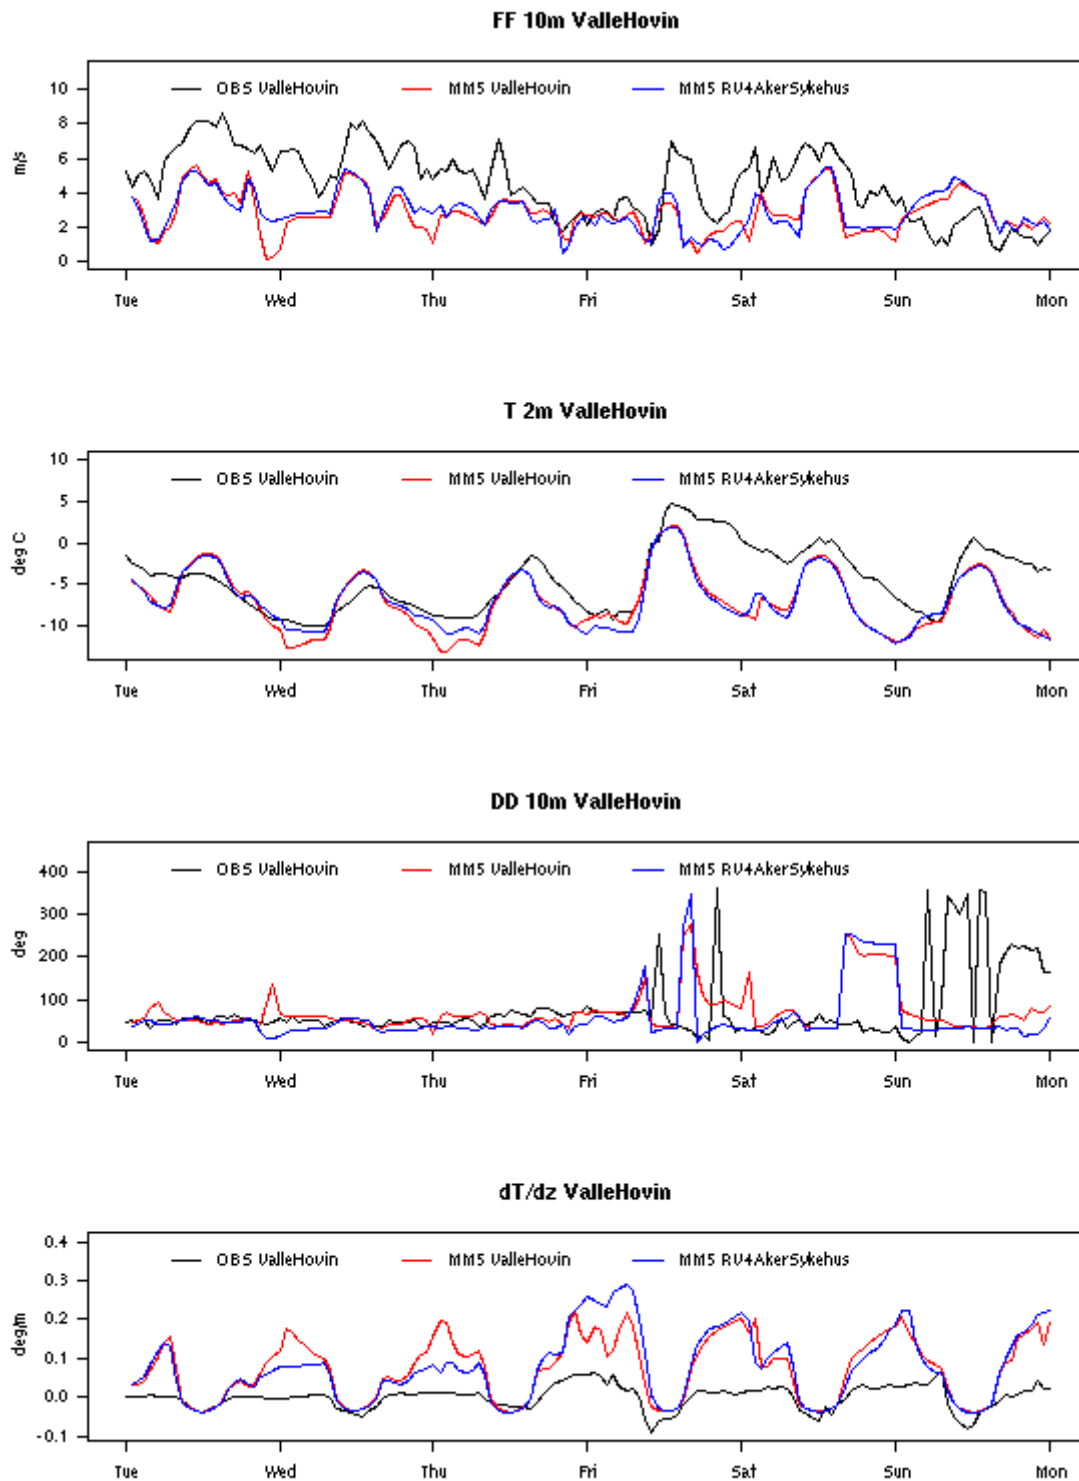 FF 10m ValleHovin
OBS ValleHovin MM5 ValleHovin MM5 RV4AkerSykehus
10
8
6
4
2
0
m/s
Tue Wed Thu Fri Sat Sun Mon
T 2m ValleHovin
OBS ValleHovin MM5 ValleHovin MM5 RV4AkerSykehus
10
5
0
-5
-10
deg C
Tue Wed Thu Fri Sat Sun Mon
DD 10m ValleHovin
OBS ValleHovin MM5 ValleHovin MM5 RV4AkerSykehus
400
300
200
100
0
deg
Tue Wed Thu Fri Sat Sun Mon
dT/dz ValleHovin
OBS ValleHovin MM5 ValleHovin MM5 RV4AkerSykehus
0.4
0.3
0.2
0.1
0.0
-0.1
deg/m
Tue Wed Thu Fri Sat Sun Mon